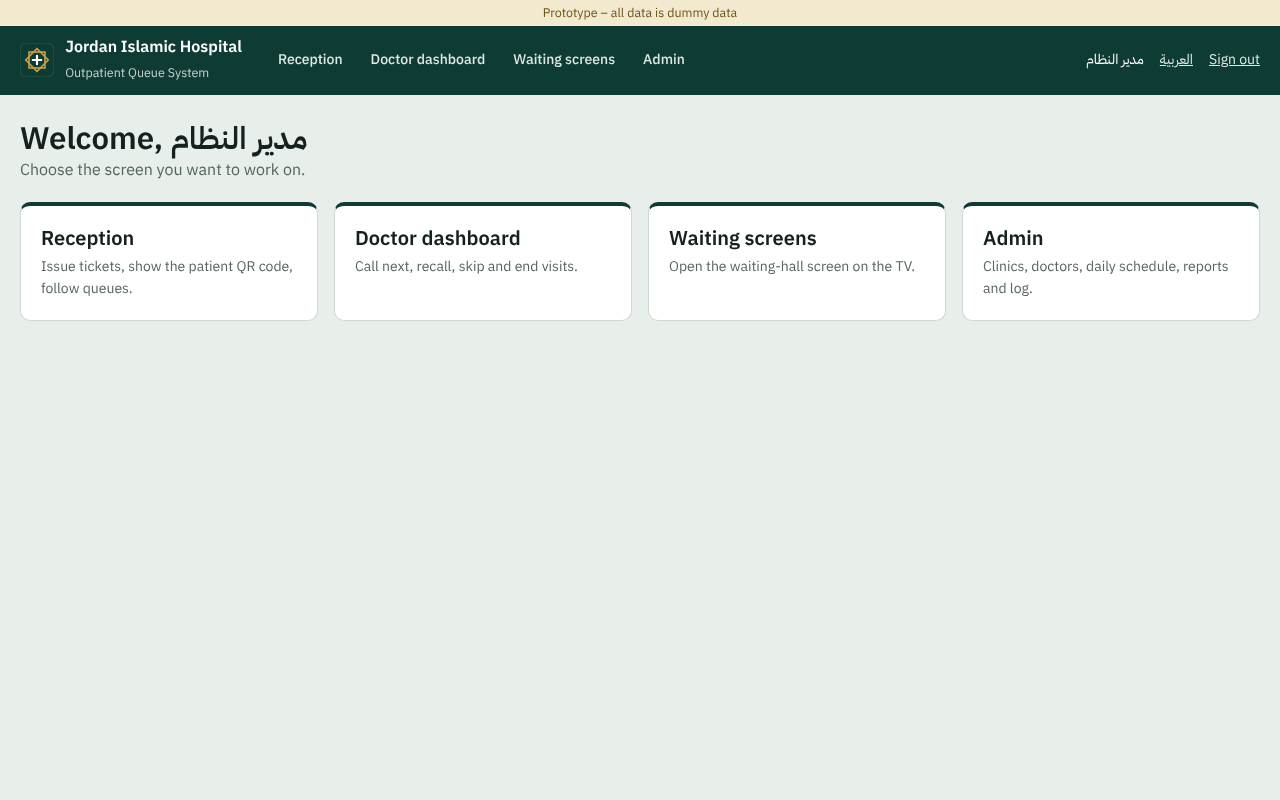 Prototype – all data is dummy data
Jordan Islamic Hospital
Outpatient Queue System
Reception
Doctor dashboard
Waiting screens
Admin
مدير النظام
العربية
Sign out
Welcome, مدير النظام
Choose the screen you want to work on.
Reception
Issue tickets, show the patient QR code,
follow queues.
Doctor dashboard
Call next, recall, skip and end visits.
Waiting screens
Open the waiting-hall screen on the TV.
Admin
Clinics, doctors, daily schedule, reports
and log.